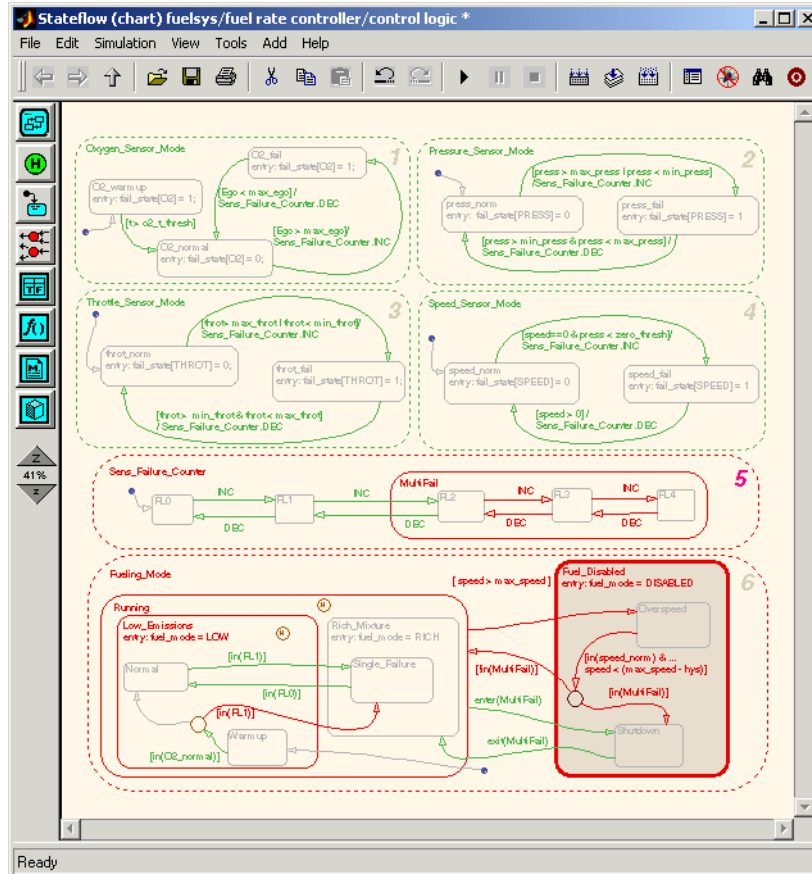 Stateflow (chart) fuelsys/fuel rate controller/control logic *
File Edit Simulation View Tools Add Help
Oxygen_Sensor_Mode
1
O2_fail
entry: fail_state[O2] = 1;
O2_warmup
entry: fail_state[O2] = 1;
[t> o2_t_thresh]
[Ego < max_ego] /
Sens_Failure_Counter.DEC
[Ego > max_ego]/
Sens_Failure_Counter.INC
O2_normal
entry: fail_state[O2] = 0;
Pressure_Sensor_Mode
2
[press > max_press | press < min_press]
/Sens_Failure_Counter.INC
press_norm
entry: fail_state[PRESS] = 0
press_fail
entry: fail_state[PRESS] = 1
[press > min_press & press < max_press] /
Sens_Failure_Counter.DEC
Throttle_Sensor_Mode
3
[throt> max_throt | throt < min_throt]/
Sens_Failure_Counter.INC
throt_norm
entry: fail_state[THROT] = 0;
throt_fail
entry: fail_state[THROT] = 1;
[throt> min_throt & throt < max_throt]
/ Sens_Failure_Counter.DEC
Speed_Sensor_Mode
4
[speed==0 & press < zero_thresh]/
Sens_Failure_Counter.INC
speed_norm
entry: fail_state[SPEED] = 0
speed_fail
entry: fail_state[SPEED] = 1
[speed > 0] /
Sens_Failure_Counter.DEC
Z
41%
z
Sens_Failure_Counter
5
MultiFail
FL0
INC
DEC
FL1
INC
DEC
FL2
INC
DEC
FL3
INC
DEC
FL4
Fueling_Mode
6
[ speed > max_speed ]
Fuel_Disabled
entry: fuel_mode = DISABLED
Running
H
Low_Emissions
entry: fuel_mode = LOW
H
Rich_Mixture
entry: fuel_mode = RICH
Overspeed
Normal
[in(FL1)]
[in(FL0)]
Single_Failure
[in(speed_norm) & ...
speed < (max_speed - hys)]
[!in(MultiFail)]
[in(MultiFail)]
[in(FL1)]
enter(MultiFail)
Warmup
[in(O2_normal)]
exit(MultiFail)
Shutdown
Ready